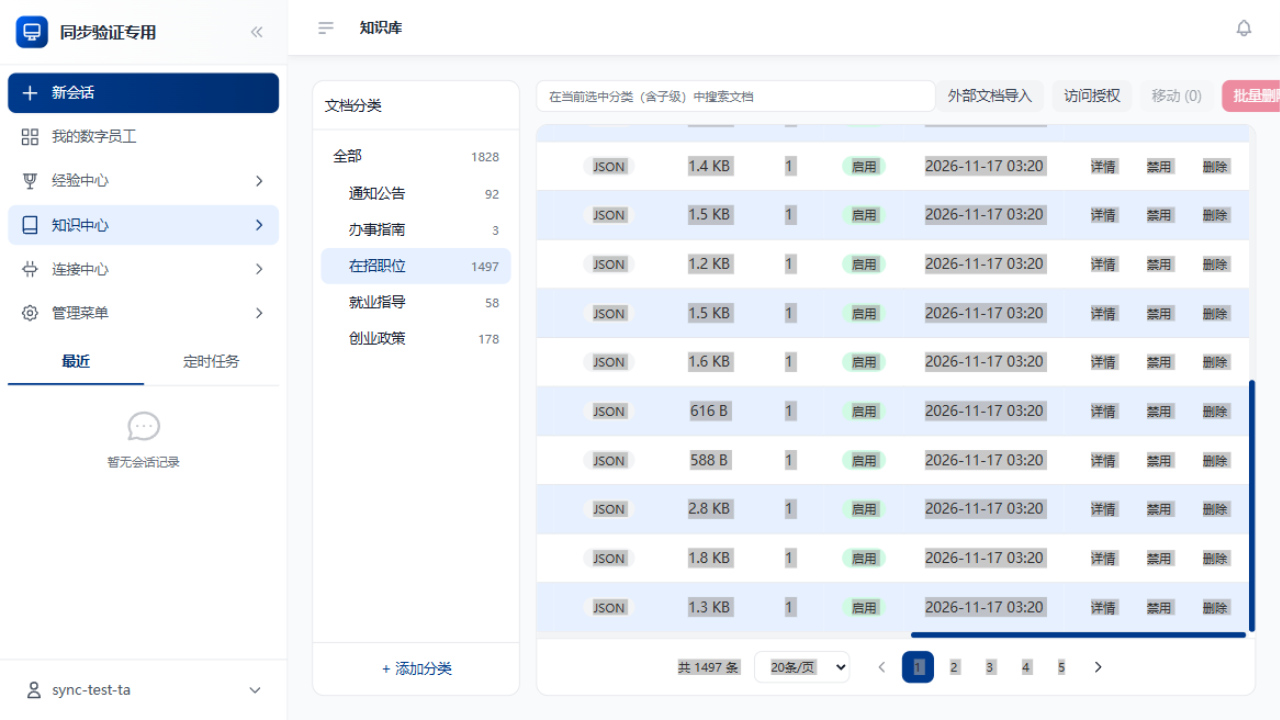 同步验证专用
新会话
我的数字员工
经验中心
知识中心
连接中心
管理菜单
最近 定时任务
暂无会话记录
sync-test-ta
知识库
文档分类
全部 1828
通知公告 92
办事指南 3
在招职位 1497
就业指导 58
创业政策 178
+ 添加分类
在当前选中分类（含子级）中搜索文档 外部文档导入 访问授权 移动 (0) 批量删
JSON 1.4 KB 1 启用 2026-11-17 03:20 详情 禁用 删除
JSON 1.5 KB 1 启用 2026-11-17 03:20 详情 禁用 删除
JSON 1.2 KB 1 启用 2026-11-17 03:20 详情 禁用 删除
JSON 1.5 KB 1 启用 2026-11-17 03:20 详情 禁用 删除
JSON 1.6 KB 1 启用 2026-11-17 03:20 详情 禁用 删除
JSON 616 B 1 启用 2026-11-17 03:20 详情 禁用 删除
JSON 588 B 1 启用 2026-11-17 03:20 详情 禁用 删除
JSON 2.8 KB 1 启用 2026-11-17 03:20 详情 禁用 删除
JSON 1.8 KB 1 启用 2026-11-17 03:20 详情 禁用 删除
JSON 1.3 KB 1 启用 2026-11-17 03:20 详情 禁用 删除
共 1497 条 20条/页 1 2 3 4 5